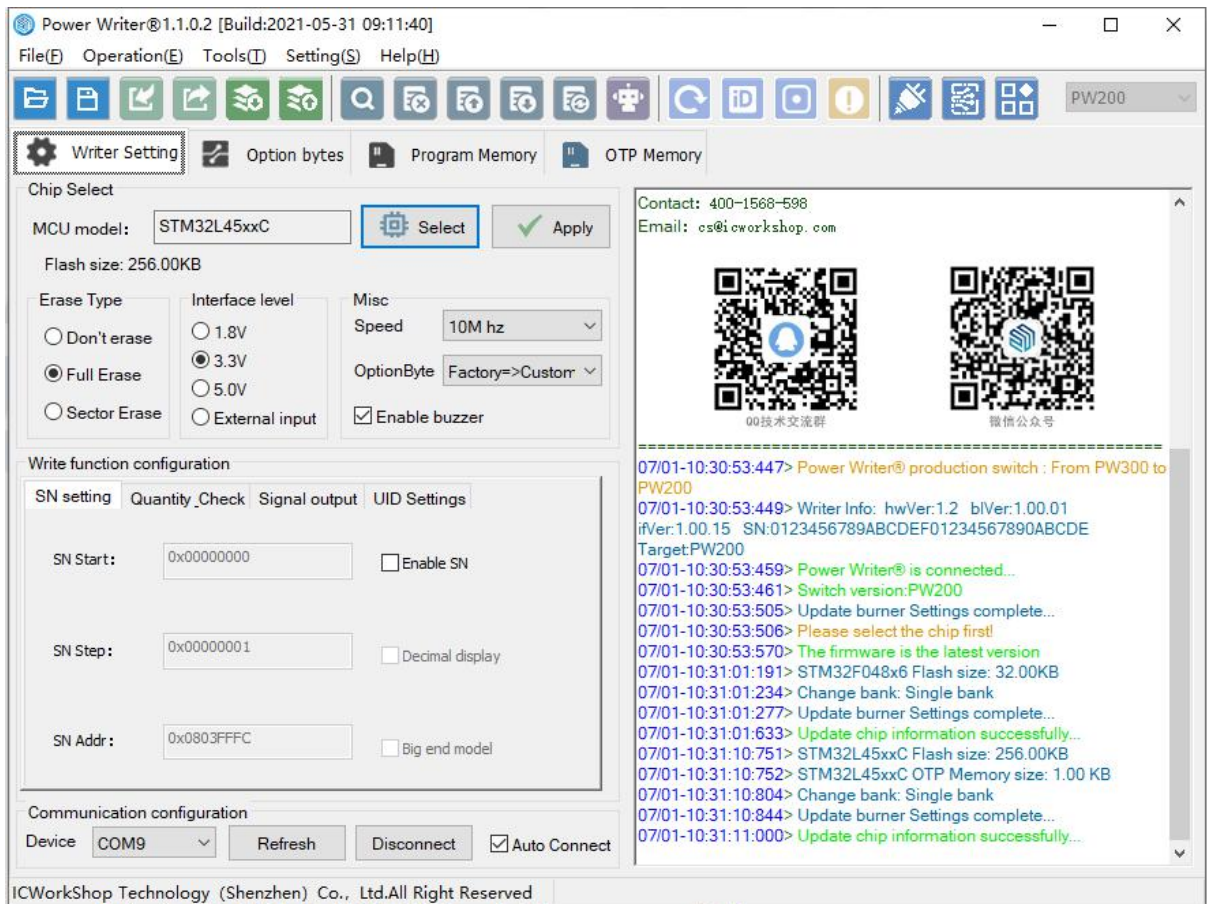 Power Writer®1.1.0.2 [Build:2021-05-31 09:11:40]
File(F) Operation(E) Tools(T) Setting(S) Help(H)
iD
PW200
Writer Setting
Option bytes
Program Memory
OTP Memory
Chip Select
MCU model: STM32L45xxC Select Apply
Flash size: 256.00KB
Erase Type
Don't erase
Full Erase
Sector Erase
Interface level
1.8V
3.3V
5.0V
External input
Misc
Speed 10M hz
OptionByte Factory=>Custom
Enable buzzer
Write function configuration
SN setting Quantity_Check Signal output UID Settings
SN Start: 0x00000000 Enable SN
SN Step: 0x00000001 Decimal display
SN Addr: 0x0803FFFC Big end model
Communication configuration
Device COM9 Refresh Disconnect Auto Connect
Contact: 400-1568-598
Email: cs@icworkshop.com
QQ技术交流群
微信公众号
=======================================================
07/01-10:30:53:447> Power Writer® production switch : From PW300 to
PW200
07/01-10:30:53:449> Writer Info: hwVer:1.2 blVer:1.00.01
ifVer:1.00.15 SN:0123456789ABCDEF01234567890ABCDE
Target:PW200
07/01-10:30:53:459> Power Writer® is connected...
07/01-10:30:53:461> Switch version:PW200
07/01-10:30:53:505> Update burner Settings complete...
07/01-10:30:53:506> Please select the chip first!
07/01-10:30:53:570> The firmware is the latest version
07/01-10:31:01:191> STM32F048x6 Flash size: 32.00KB
07/01-10:31:01:234> Change bank: Single bank
07/01-10:31:01:277> Update burner Settings complete...
07/01-10:31:01:633> Update chip information successfully...
07/01-10:31:10:751> STM32L45xxC Flash size: 256.00KB
07/01-10:31:10:752> STM32L45xxC OTP Memory size: 1.00 KB
07/01-10:31:10:804> Change bank: Single bank
07/01-10:31:10:844> Update burner Settings complete...
07/01-10:31:11:000> Update chip information successfully...
ICWorkShop Technology (Shenzhen) Co., Ltd.All Right Reserved